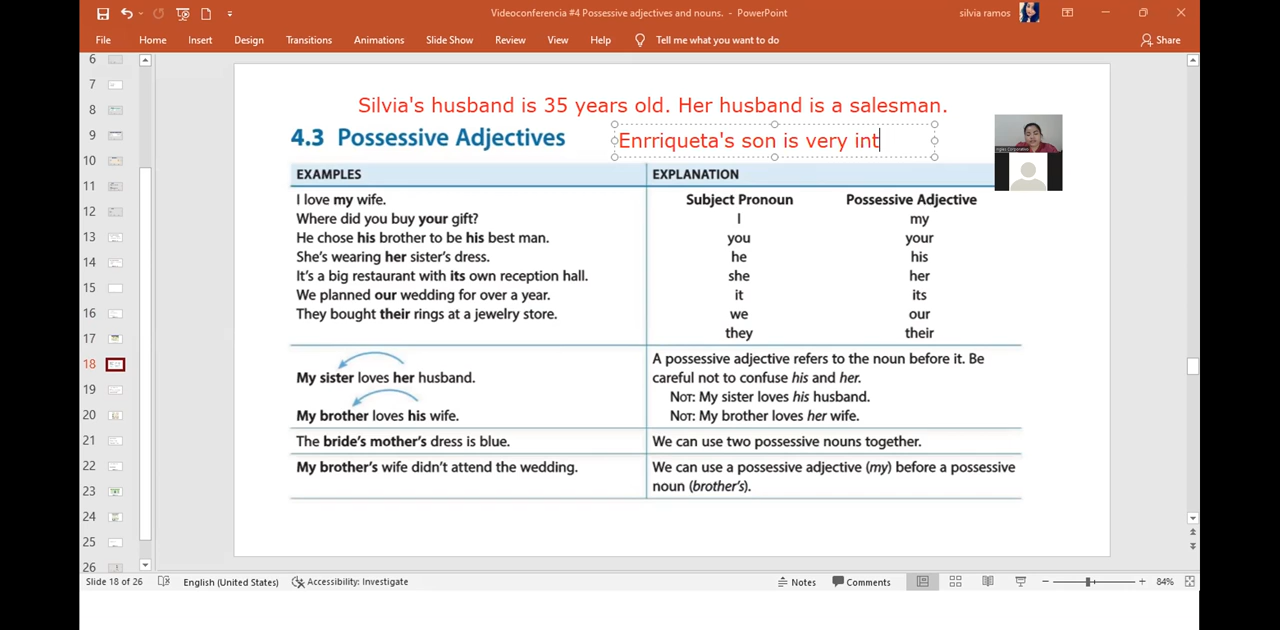 Videoconferencia #4 Possessive adjectives and nouns. - PowerPoint
silvia ramos
File Home Insert Design Transitions Animations Slide Show Review View Help Tell me what you want to do Share
6
7
8
9
10
11
12
13
14
15
16
17
18
19
20
21
22
23
24
25
26
Silvia's husband is 35 years old. Her husband is a salesman.
4.3 Possessive Adjectives
Enrriqueta's son is very int
EXAMPLES EXPLANATION
I love my wife.
Where did you buy your gift?
He chose his brother to be his best man.
She's wearing her sister's dress.
It's a big restaurant with its own reception hall.
We planned our wedding for over a year.
They bought their rings at a jewelry store.
Subject Pronoun Possessive Adjective
I my
you your
he his
she her
it its
we our
they their
My sister loves her husband.
My brother loves his wife.
A possessive adjective refers to the noun before it. Be
careful not to confuse his and her.
NOT: My sister loves his husband.
NOT: My brother loves her wife.
The bride's mother's dress is blue.
We can use two possessive nouns together.
My brother's wife didn't attend the wedding.
We can use a possessive adjective (my) before a possessive
noun (brother's).
Slide 18 of 26 English (United States) Accessibility: Investigate Notes Comments 84%